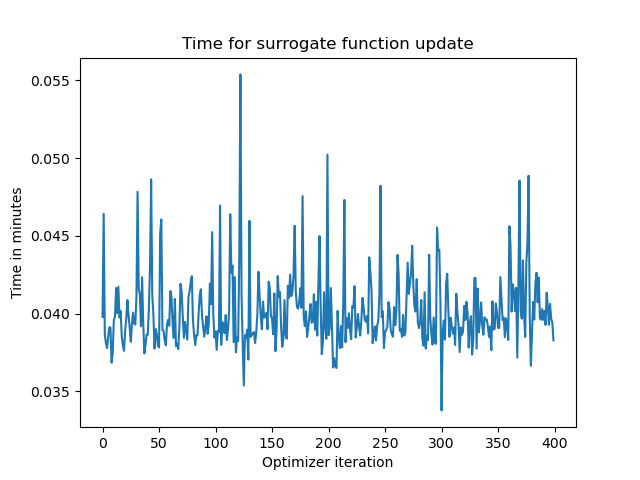 Time for surrogate function update
0.055
0.050
0.045
0.040
0.035
Time in minutes
0 50 100 150 200 250 300 350 400
Optimizer iteration